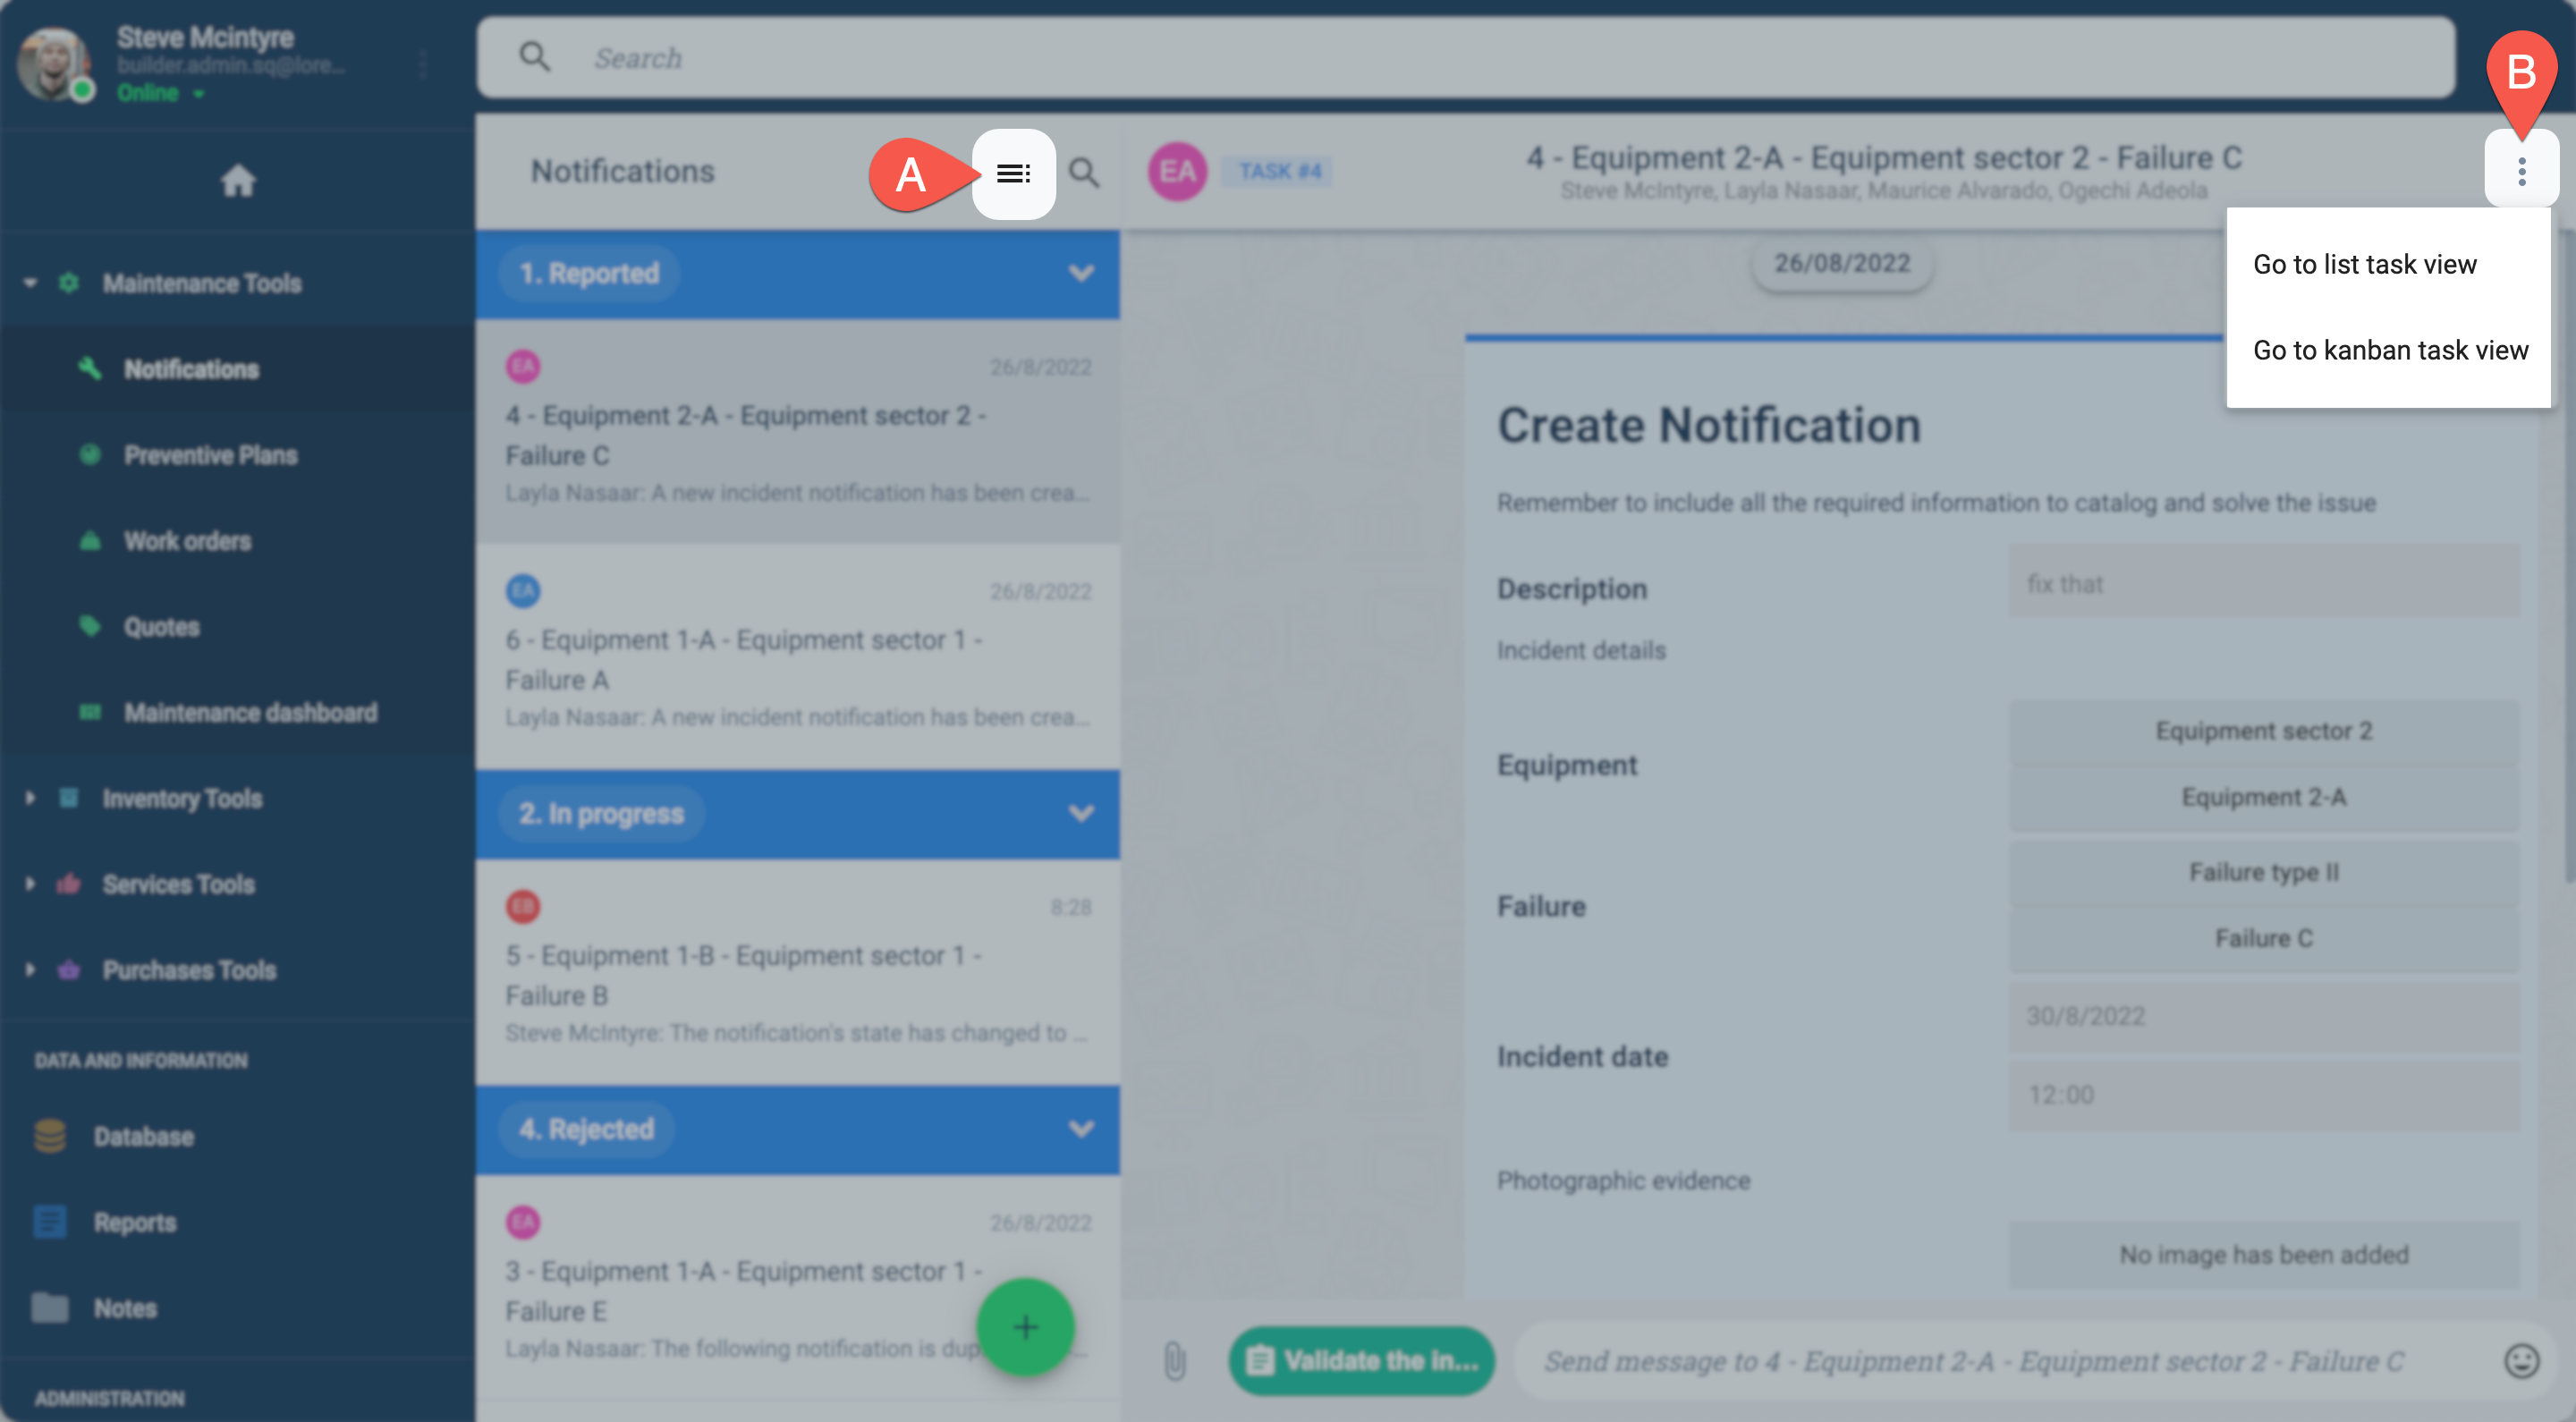 Steve Mcintyre
builder.admin.sq@lore...
Online
Maintenance Tools
Notifications
Preventive Plans
Work orders
Quotes
Maintenance dashboard
Inventory Tools
Services Tools
Purchases Tools
DATA AND INFORMATION
Database
Reports
Notes
ADMINISTRATION
Search
Notifications
A
1. Reported
EA
26/8/2022
4 - Equipment 2-A - Equipment sector 2 -
Failure C
Layla Nasaar: A new incident notification has been crea...
EA
26/8/2022
6 - Equipment 1-A - Equipment sector 1 -
Failure A
Layla Nasaar: A new incident notification has been crea...
2. In progress
EB
8:28
5 - Equipment 1-B - Equipment sector 1 -
Failure B
Steve McIntyre: The notification's state has changed to ...
4. Rejected
EA
26/8/2022
3 - Equipment 1-A - Equipment sector 1 -
Failure E
Layla Nasaar: The following notification is dup
...
+
EA
TASK #4
4 - Equipment 2-A - Equipment sector 2 - Failure C
Steve McIntyre, Layla Nasaar, Maurice Alvarado, Ogechi Adeola
B
Go to list task view
Go to kanban task view
26/08/2022
Create Notification
Remember to include all the required information to catalog and solve the issue
Description
fix that
Incident details
Equipment
Equipment sector 2
Equipment 2-A
Failure
Failure type II
Failure C
Incident date
30/8/2022
12:00
Photographic evidence
No image has been added
Validate the in...
Send message to 4 - Equipment 2-A - Equipment sector 2 - Failure C